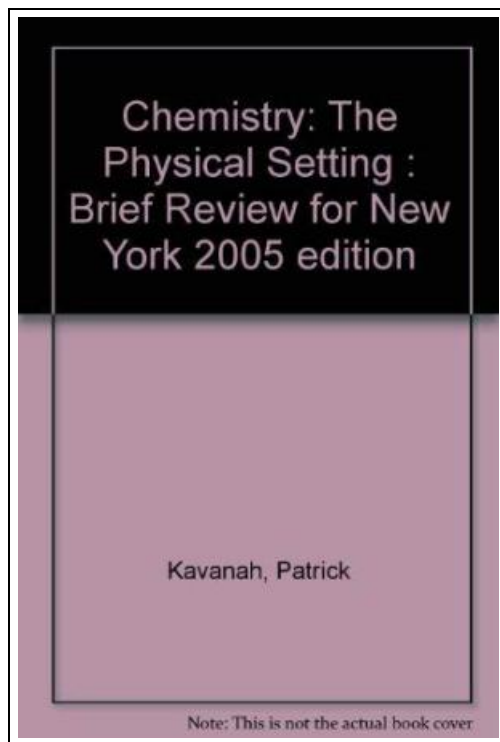 Chemistry: The
Physical Setting :
Brief Review for New
York 2005 edition
Kavanah, Patrick
Note: This is not the actual book cover